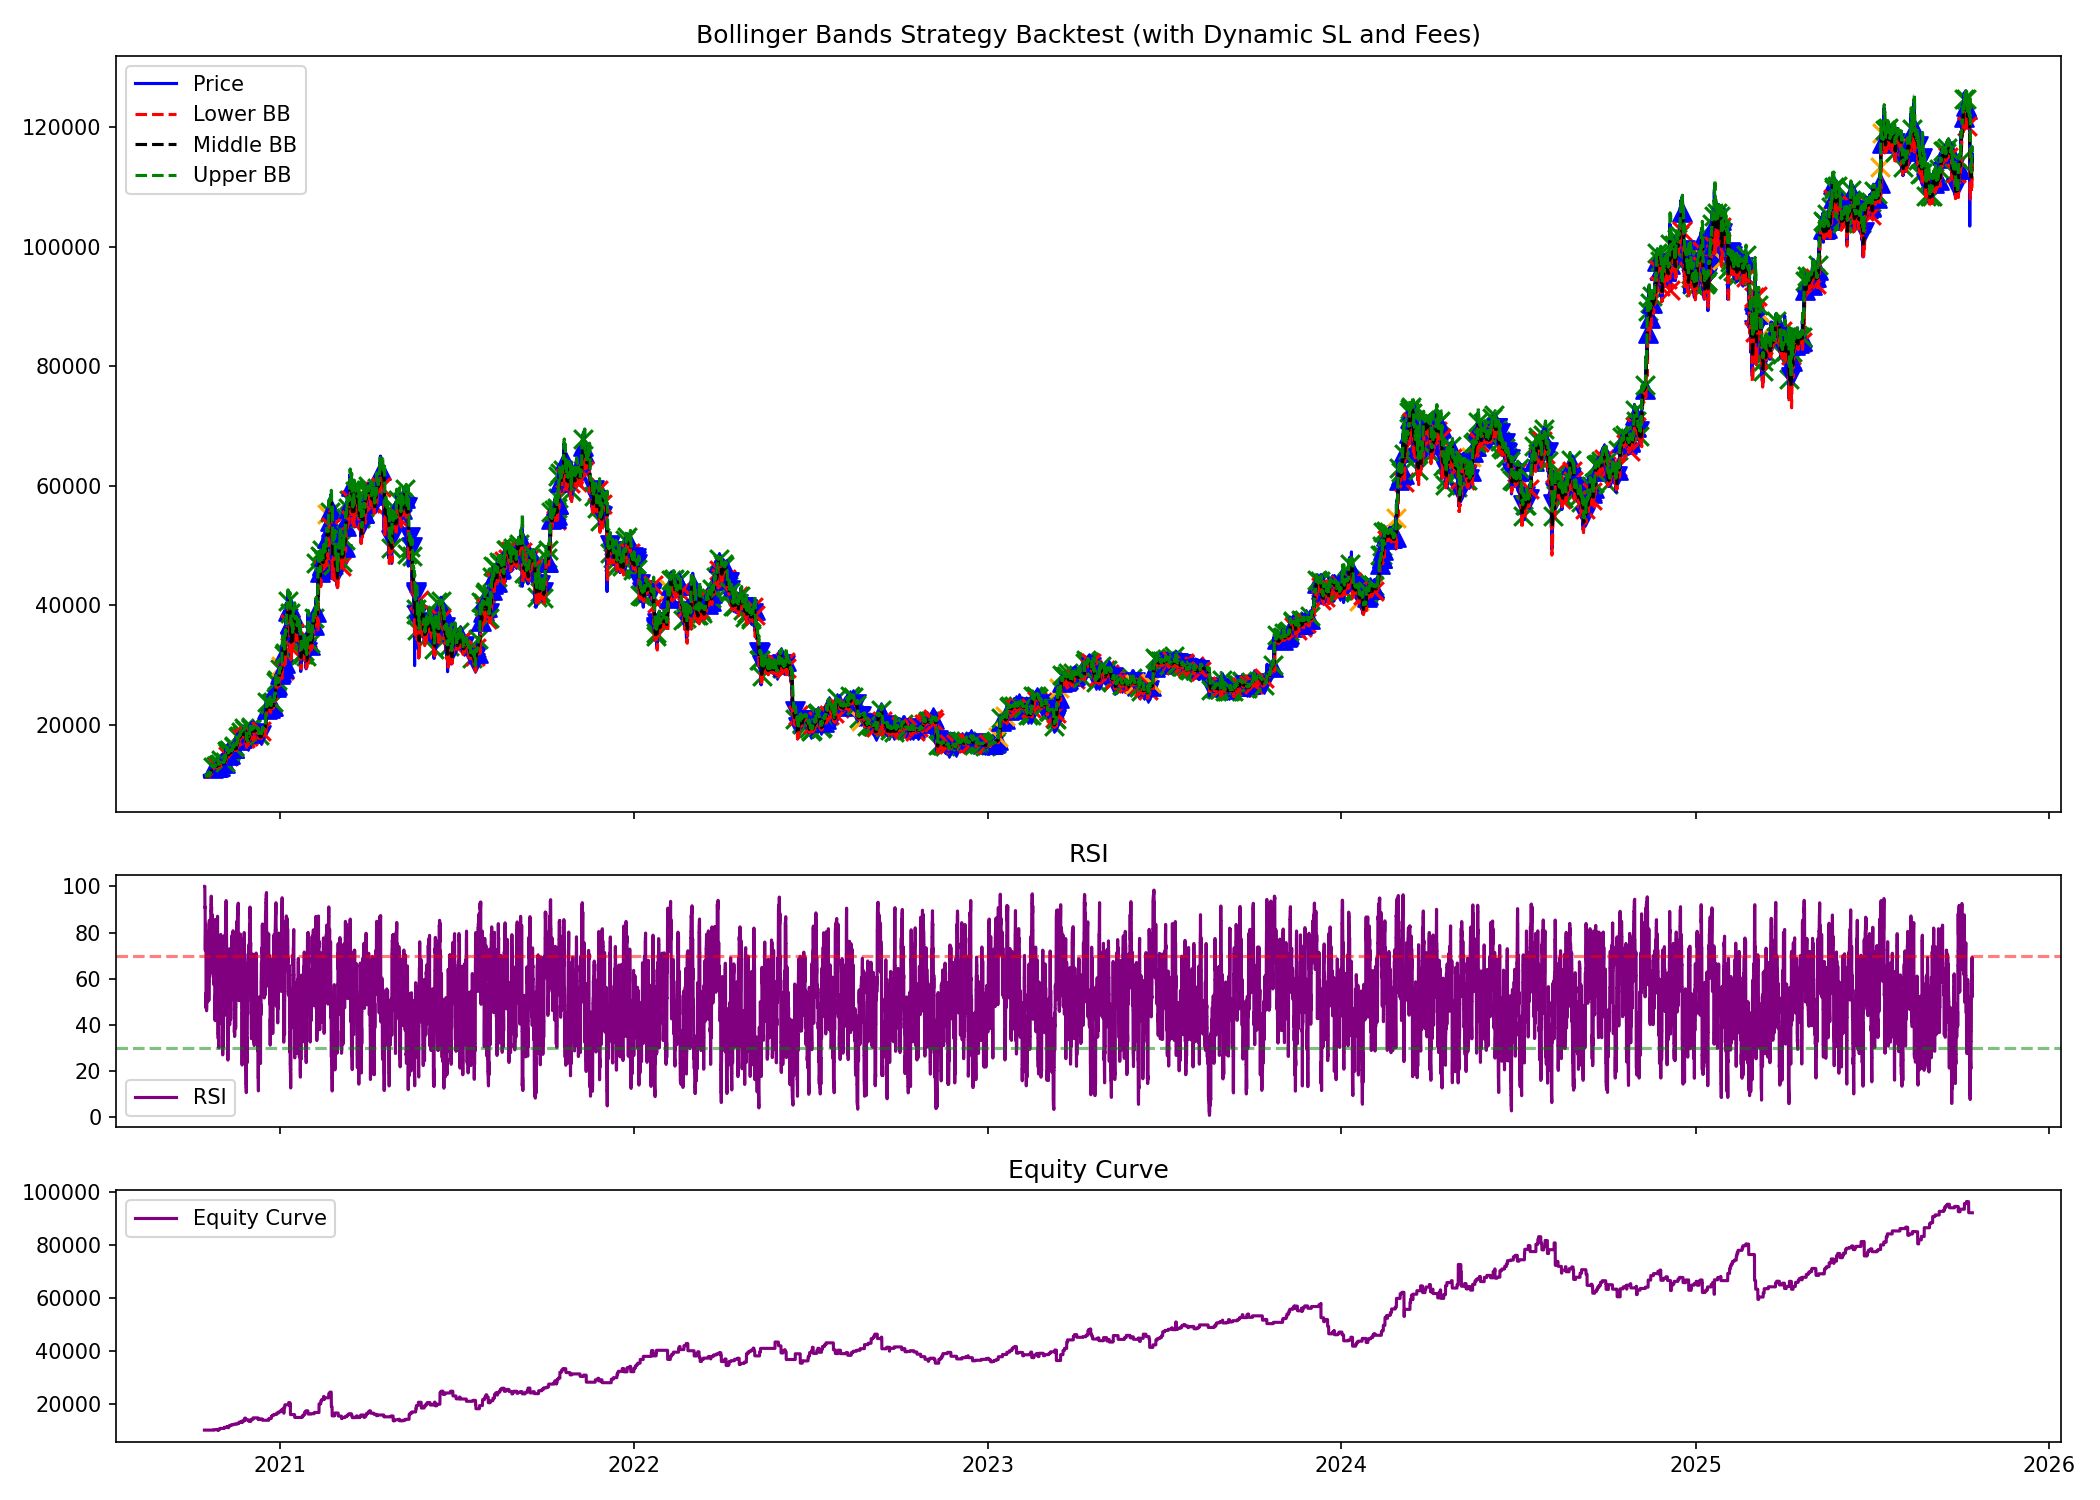 Bollinger Bands Strategy Backtest (with Dynamic SL and Fees)
Price
Lower BB
Middle BB
Upper BB
120000
100000
80000
60000
40000
20000
RSI
100
80
60
40
20
0
RSI
Equity Curve
100000
80000
60000
40000
20000
Equity Curve
2021
2022
2023
2024
2025
2026